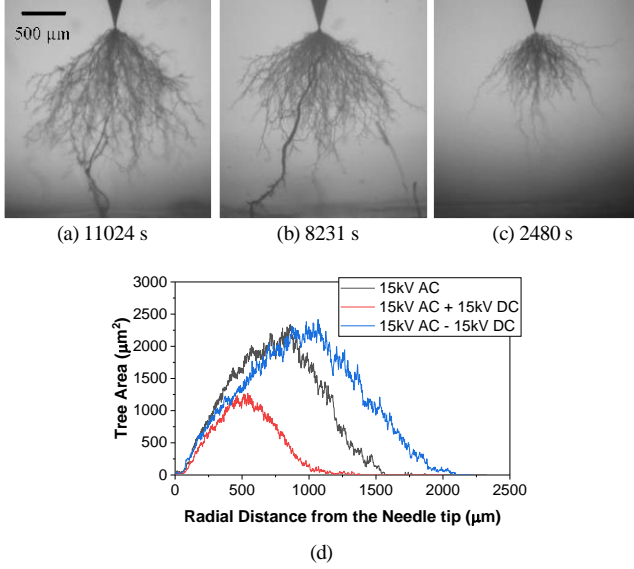 500 μm
(a) 11024 s (b) 8231 s (c) 2480 s
3000
2500
2000
1500
1000
500
0
Tree Area (μm²)
15kV AC
15kV AC + 15kV DC
15kV AC - 15kV DC
0 500 1000 1500 2000 2500
Radial Distance from the Needle tip (μm)
(d)